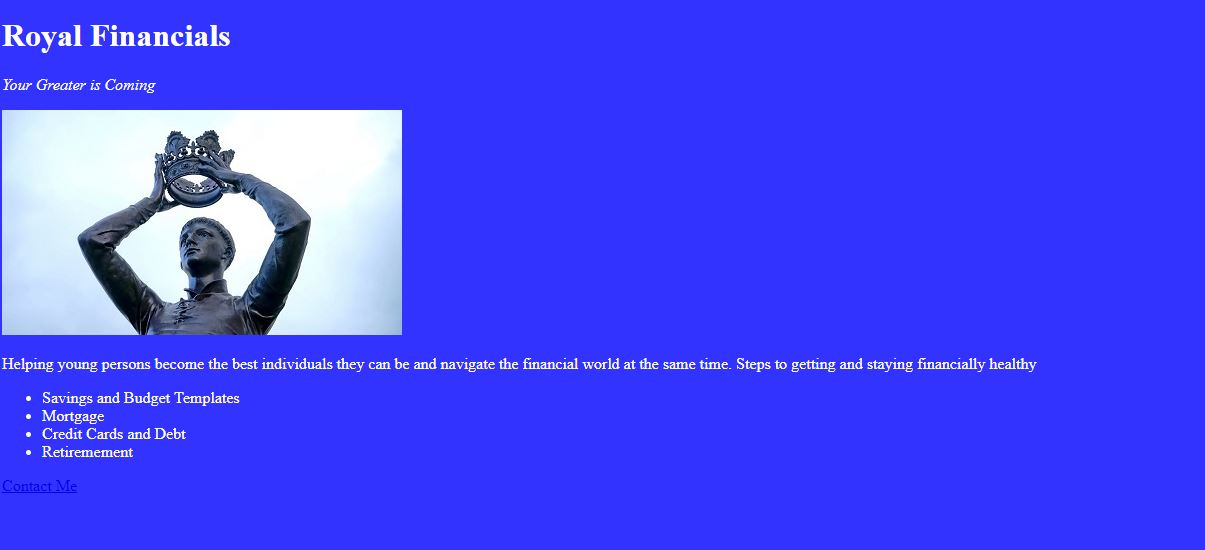 Royal Financials
Your Greater is Coming
Helping young persons become the best individuals they can be and navigate the financial world at the same time. Steps to getting and staying financially healthy
Savings and Budget Templates
Mortgage
Credit Cards and Debt
Retiremement
Contact Me